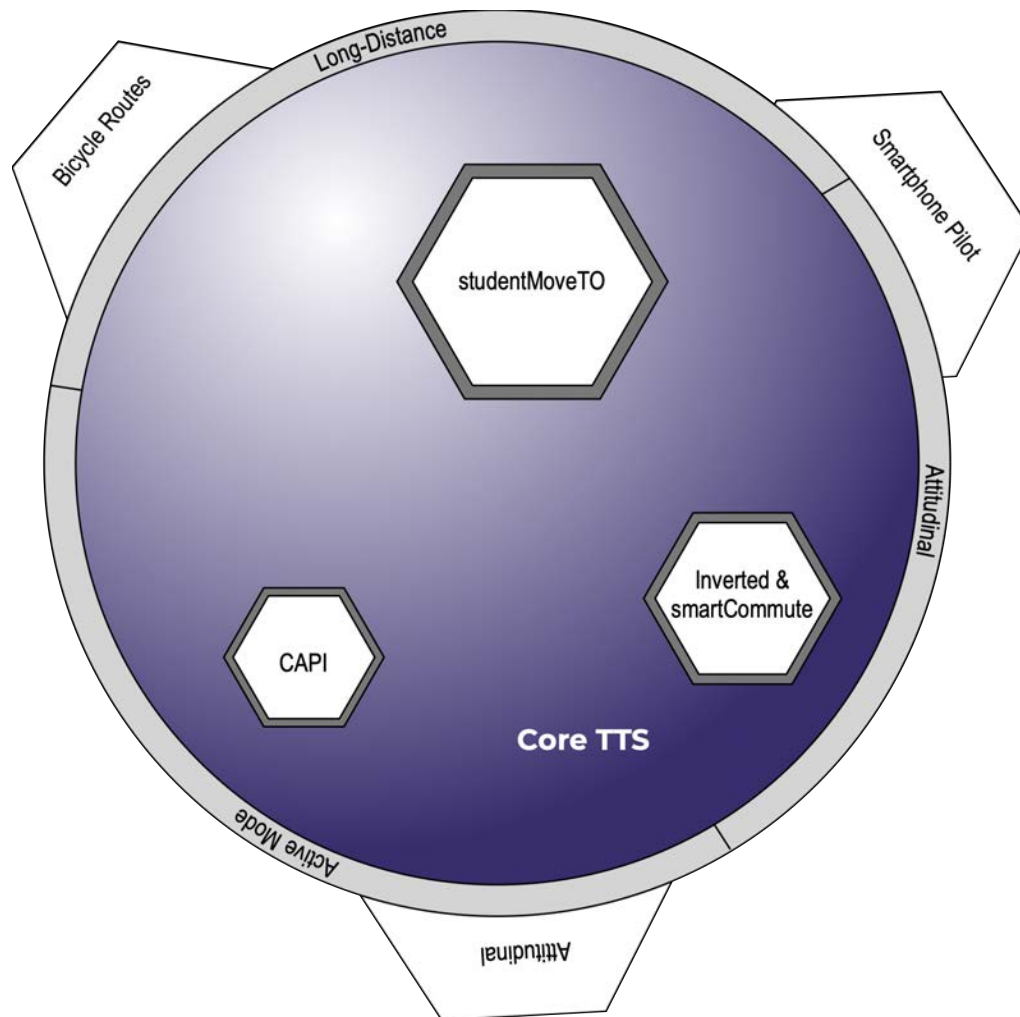 Long-Distance
Bicycle Routes
Smartphone Pilot
studentMoveTO
Attitudinal
Inverted &
smartCommute
CAPI
Core TTS
Active Mode
Attitudinal